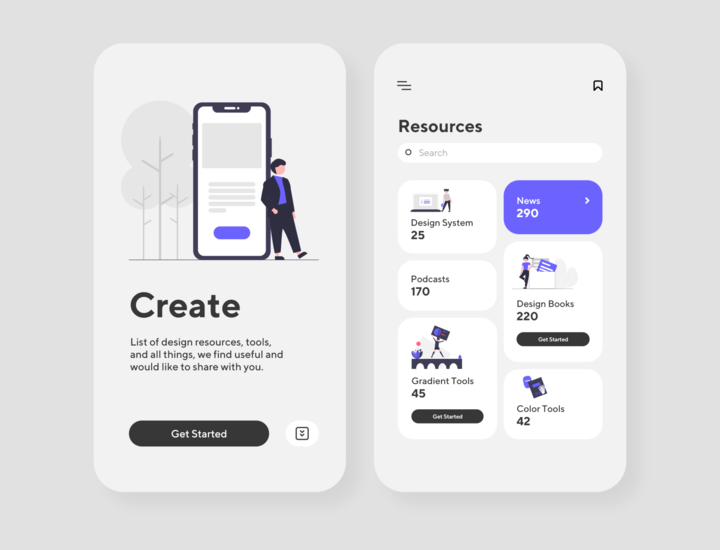 Create
List of design resources, tools,
and all things, we find useful and
would like to share with you.
Get Started
Resources
Search
Design System
25
Podcasts
170
Gradient Tools
45
Get Started
News
290
Design Books
220
Get Started
Color Tools
42